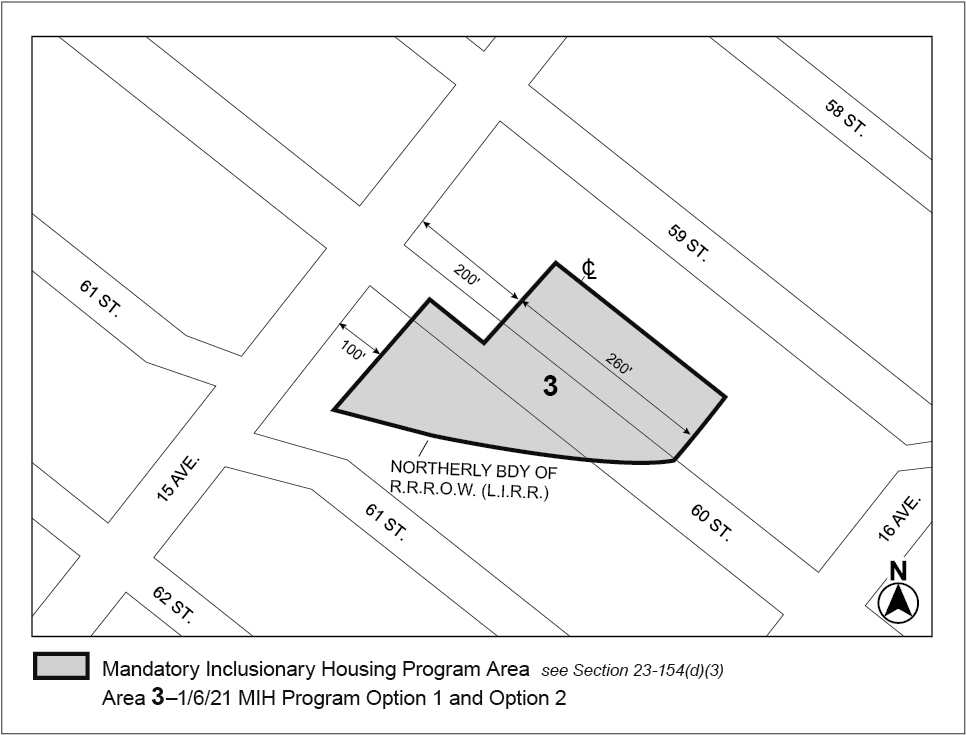 58 ST.
59 ST.
℄
200'
61 ST.
100'
260'
3
NORTHERLY BDY OF
R.R.R.O.W. (L.I.R.R.)
15 AVE.
61 ST.
60 ST.
16 AVE.
N
62 ST.
Mandatory Inclusionary Housing Program Area see Section 23-154(d)(3)
Area 3–1/6/21 MIH Program Option 1 and Option 2